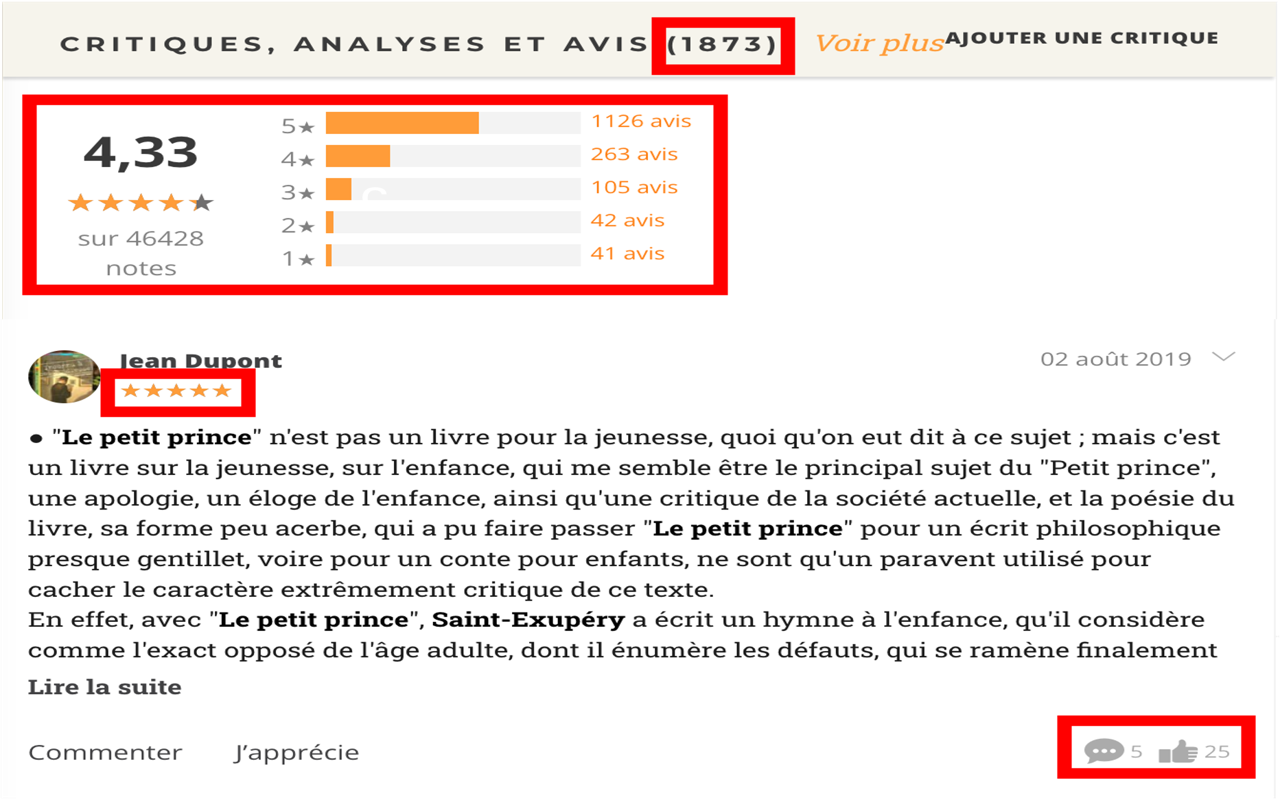 CRITIQUES, ANALYSES ET AVIS (1873) Voir plus AJOUTER UNE CRITIQUE
4,33
sur 46428
notes
5★ 1126 avis
4★ 263 avis
3★ 105 avis
2★ 42 avis
1★ 41 avis
Jean Dupont
02 août 2019
● "Le petit prince" n'est pas un livre pour la jeunesse, quoi qu'on eut dit à ce sujet ; mais c'est
un livre sur la jeunesse, sur l'enfance, qui me semble être le principal sujet du "Petit prince",
une apologie, un éloge de l'enfance, ainsi qu'une critique de la société actuelle, et la poésie du
livre, sa forme peu acerbe, qui a pu faire passer "Le petit prince" pour un écrit philosophique
presque gentillet, voire pour un conte pour enfants, ne sont qu'un paravent utilisé pour
cacher le caractère extrêmement critique de ce texte.
En effet, avec "Le petit prince", Saint-Exupéry a écrit un hymne à l'enfance, qu'il considère
comme l'exact opposé de l'âge adulte, dont il énumère les défauts, qui se ramène finalement
Lire la suite
Commenter J’apprécie 5 25